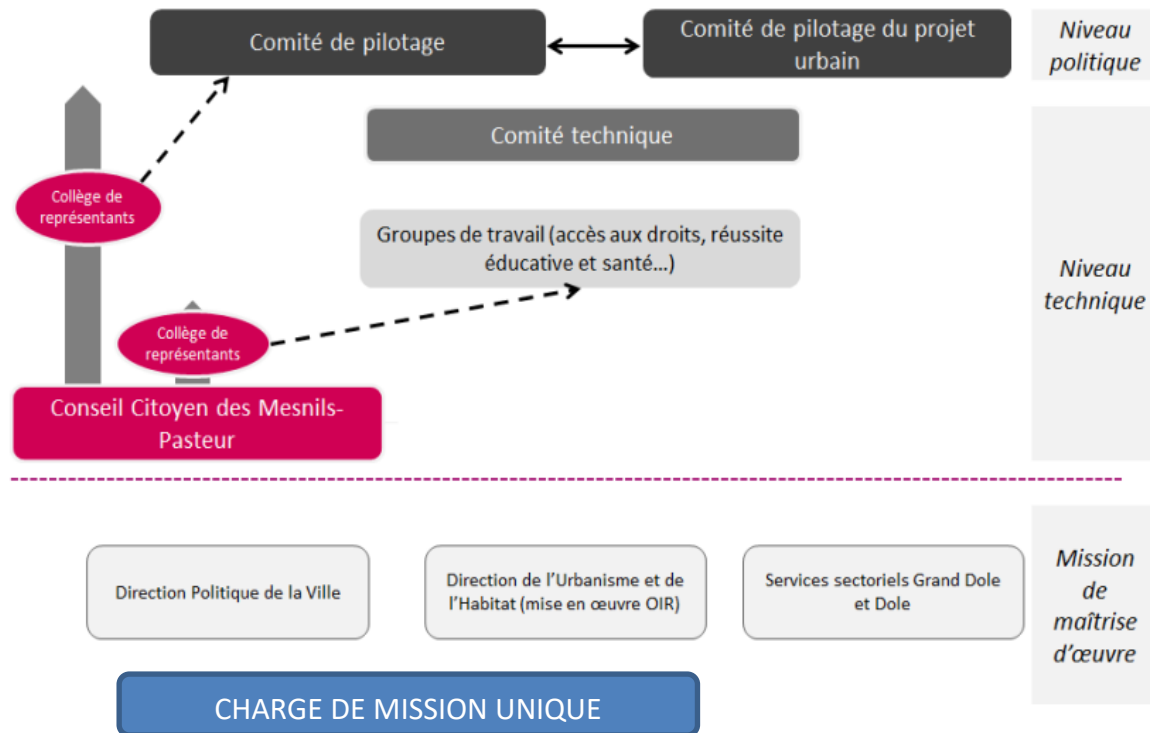 Comité de pilotage
Comité de pilotage du projet
urbain
Niveau
politique
Comité technique
Collège de
représentants
Groupes de travail (accès aux droits, réussite
éducative et santé...)
Niveau
technique
Collège de
représentants
Conseil Citoyen des Mesnils-
Pasteur
Direction Politique de la Ville
Direction de l'Urbanisme et de
l'Habitat (mise en œuvre OIR)
Services sectoriels Grand Dole
et Dole
Mission
de
maîtrise
d'œuvre
CHARGE DE MISSION UNIQUE